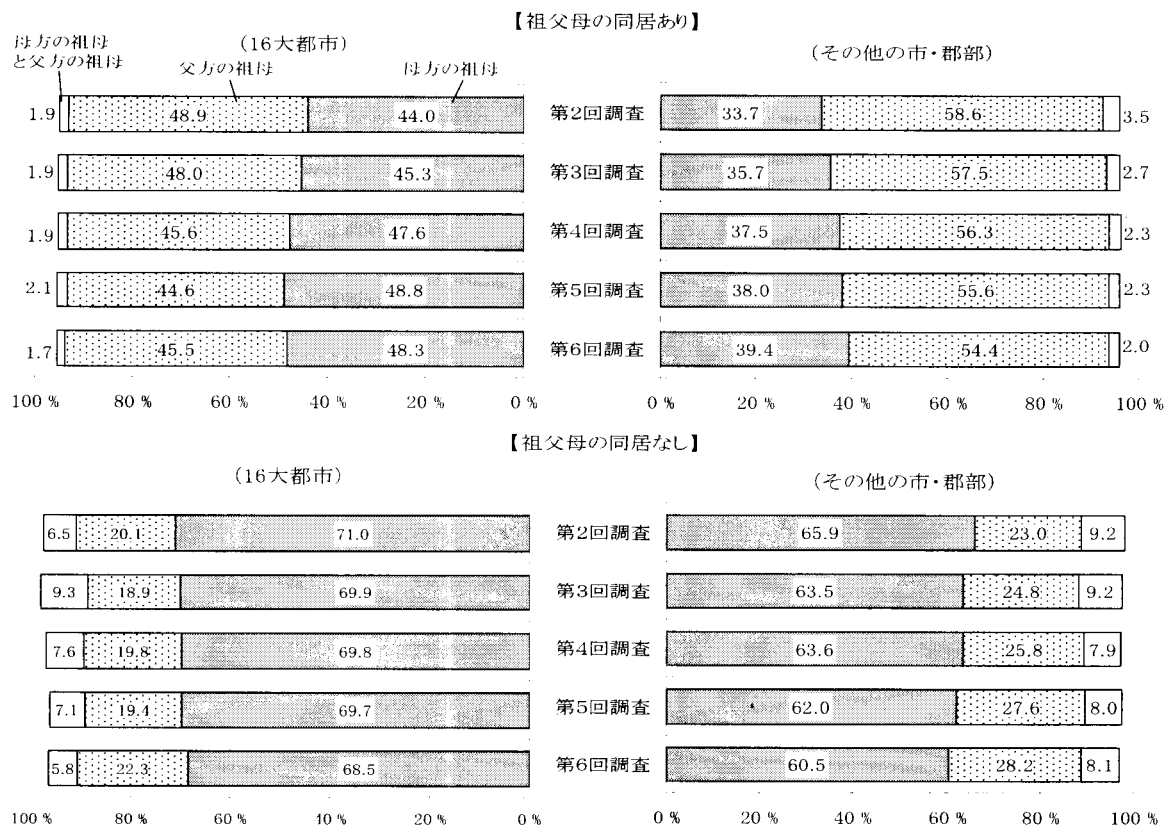 【祖父母の同居あり】
母方の祖母
と父方の祖母
(16大都市)
父方の祖母
母方の祖母
(その他の市・郡部)
1.9 48.9 44.0 第2回調査 33.7 58.6 3.5
1.9 48.0 45.3 第3回調査 35.7 57.5 2.7
1.9 45.6 47.6 第4回調査 37.5 56.3 2.3
2.1 44.6 48.8 第5回調査 38.0 55.6 2.3
1.7 45.5 48.3 第6回調査 39.4 54.4 2.0
100 % 80 % 60 % 40 % 20 % 0 % 0 % 20 % 40 % 60 % 80 % 100 %
【祖父母の同居なし】
(16大都市) (その他の市・郡部)
6.5 20.1 71.0 第2回調査 65.9 23.0 9.2
9.3 18.9 69.9 第3回調査 63.5 24.8 9.2
7.6 19.8 69.8 第4回調査 63.6 25.8 7.9
7.1 19.4 69.7 第5回調査 62.0 27.6 8.0
5.8 22.3 68.5 第6回調査 60.5 28.2 8.1
100 % 80 % 60 % 40 % 20 % 0 % 0 % 20 % 40 % 60 % 80 % 100 %